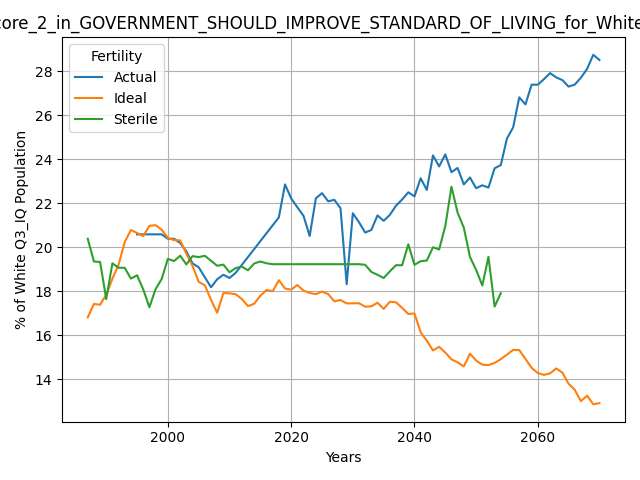 core_2_in_GOVERNMENT_SHOULD_IMPROVE_STANDARD_OF_LIVING_for_White
Fertility
Actual
Ideal
Sterile
% of White Q3_IQ Population
28
26
24
22
20
18
16
14
2000
2020
2040
2060
Years